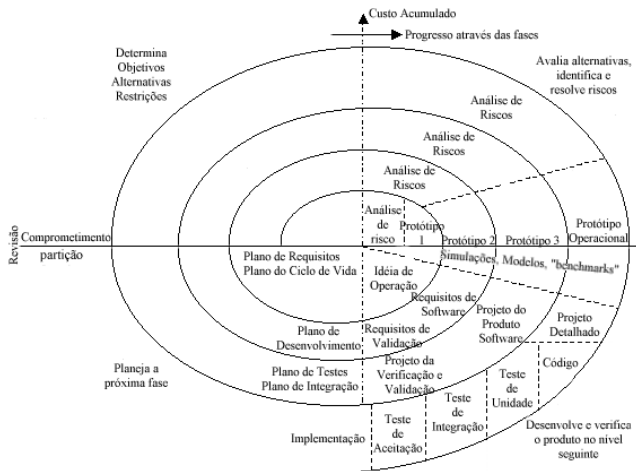 Custo Acumulado
Progresso através das fases
Determina
Objetivos
Alternativas
Restrições
Avalia alternativas,
identifica e
resolve riscos
Análise de
Riscos
Análise de
Riscos
Análise de
Riscos
Análise
de
risco
Protótipo
1
Protótipo 2
Protótipo 3
Protótipo
Operacional
Revisão
Comprometimento
partição
Simulações, Modelos, "benchmarks"
Plano de Requisitos
Plano do Ciclo de Vida
Idéia de
Operação
Requisitos de
Software
Projeto do
Produto
Software
Projeto
Detalhado
Plano de
Desenvolvimento
Requisitos de
Validação
Planeja a
próxima fase
Plano de Testes
Plano de Integração
Projeto
da
Verificação e
Validação
Código
Teste
de
Unidade
Teste
de
Integração
Teste
de
Aceitação
Implementação
Desenvolve e verifica
o produto no nível
seguinte